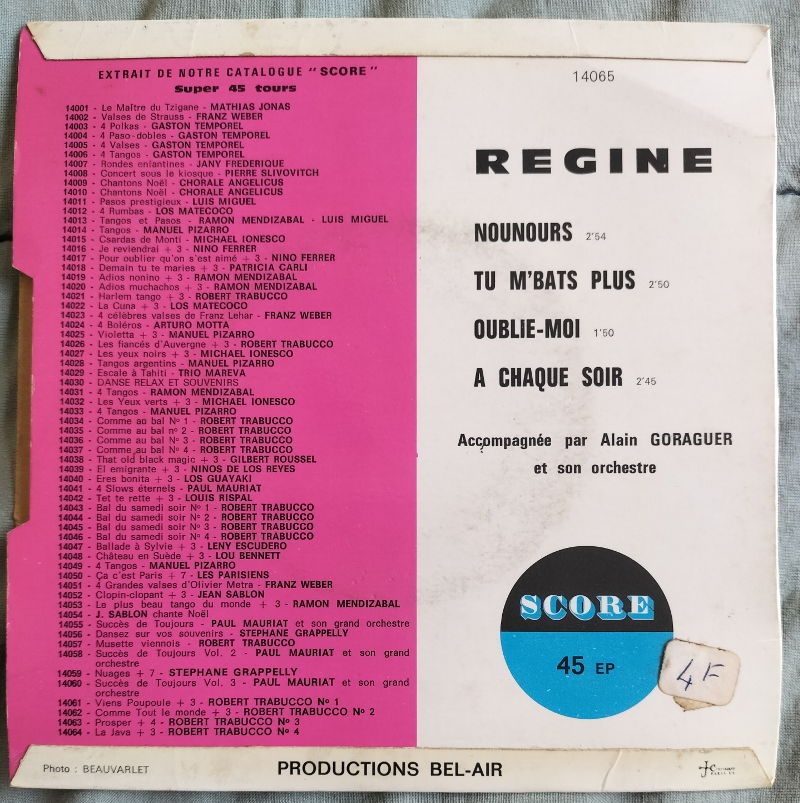 EXTRAIT DE NOTRE CATALOGUE "SCORE"
Super 45 tours
14001 - Le Maître du Tzigane - MATHIAS JONAS
14002 - Valses de Strauss - FRANZ WEBER
14003 - 4 Polkas - GASTON TEMPOREL
14004 - 4 Paso-dobles - GASTON TEMPOREL
14005 - 4 Valses - GASTON TEMPOREL
14006 - 4 Tangos - GASTON TEMPOREL
14007 - Rondes enfantines - JANY FREDERIQUE
14008 - Concert sous le kiosque - PIERRE SLIVOVITCH
14009 - Chantons Noël - CHORALE ANGELICUS
14010 - Chantons Noël - CHORALE ANGELICUS
14011 - Pasos prestigieux - LUIS MIGUEL
14012 - 4 Rumbas - LOS MATECOCO
14013 - Tangos et Pasos - RAMON MENDIZABAL - LUIS MIGUEL
14014 - Tangos - MANUEL PIZARRO
14015 - Csardas de Monti - MICHAEL IONESCO
14016 - Je reviendrai + 3 - NINO FERRER
14017 - Pour oublier qu'on s'est aimé + 3 - NINO FERRER
14018 - Demain tu te maries + 3 - PATRICIA CARLI
14019 - Adios nonino + 3 - RAMON MENDIZABAL
14020 - Adios muchachos + 3 - RAMON MENDIZABAL
14021 - Harlem tango + 3 - ROBERT TRABUCCO
14022 - La Cuna + 3 - LOS MATECOCO
14023 - 4 célèbres valses de Franz Lehar - FRANZ WEBER
14024 - 4 Boléros - ARTURO MOTTA
14025 - Violetta + 3 - MANUEL PIZARRO
14026 - Les fiancés d'Auvergne + 3 - ROBERT TRABUCCO
14027 - Les yeux noirs + 3 - MICHAEL IONESCO
14028 - Tangos argentins - MANUEL PIZARRO
14029 - Escale à Tahiti - TRIO MAREVA
14030 - DANSE RELAX ET SOUVENIRS
14031 - 4 Tangos - RAMON MENDIZABAL
14032 - Les Yeux verts + 3 - MICHAEL IONESCO
14033 - 4 Tangos - MANUEL PIZARRO
14034 - Comme au bal Nº 1 - ROBERT TRABUCCO
14035 - Comme au bal nº 2 - ROBERT TRABUCCO
14036 - Comme au bal Nº 3 - ROBERT TRABUCCO
14037 - Comme au bal Nº 4 - ROBERT TRABUCCO
14038 - That old black magic + 3 - GILBERT ROUSSEL
14039 - El emigrante + 3 - NINOS DE LOS REYES
14040 - Eres bonita + 3 - LOS GUAYAKI
14041 - 4 Slows éternels - PAUL MAURIAT
14042 - Tet te rette + 3 - LOUIS RISPAL
14043 - Bal du samedi soir Nº 1 - ROBERT TRABUCCO
14044 - Bal du samedi soir Nº 2 - ROBERT TRABUCCO
14045 - Bal du samedi soir Nº 3 - ROBERT TRABUCCO
14046 - Bal du samedi soir Nº 4 - ROBERT TRABUCCO
14047 - Ballade à Sylvie + 3 - LENY ESCUDERO
14048 - Château en Suède + 3 - LOU BENNETT
14049 - 4 Tangos - MANUEL PIZARRO
14050 - Ça c'est Paris + 7 - LES PARISIENS
14051 - 4 Grandes valses d'Olivier Metra - FRANZ WEBER
14052 - Clopin-clopant + 3 - JEAN SABLON
14053 - Le plus beau tango du monde + 3 - RAMON MENDIZABAL
14054 - J. SABLON chante Noël
14055 - Succès de Toujours - PAUL MAURIAT et son grand orchestre
14056 - Dansez sur vos souvenirs - STEPHANE GRAPPELLY
14057 - Musette viennois - ROBERT TRABUCCO
14058 - Succès de Toujours Vol. 2 - PAUL MAURIAT et son grand
orchestre
14059 - Nuages + 7 - STEPHANE GRAPPELLY
14060 - Succès de Toujours Vol. 3 - PAUL MAURIAT et son grand
orchestre
14061 - Viens Poupoule + 3 - ROBERT TRABUCCO Nº 1
14062 - Comme Tout le monde + 3 - ROBERT TRABUCCO Nº 2
14063 - Prosper + 4 - ROBERT TRABUCCO Nº 3
14064 - La Java + 3 - ROBERT TRABUCCO Nº 4
14065
REGINE
NOUNOURS 2'54
TU M'BATS PLUS 2'50
OUBLIE-MOI 1'50
A CHAQUE SOIR 2'45
Accompagnée par Alain GORAGUER
et son orchestre
SCORE
45 EP
4F
Photo : BEAUVARLET
PRODUCTIONS BEL-AIR